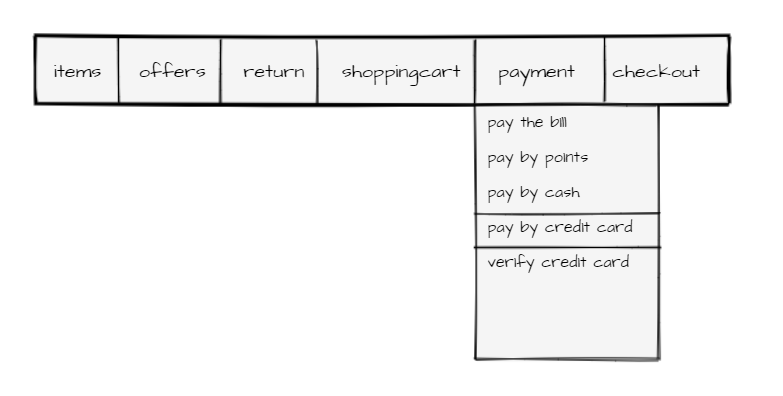 items offers return shoppingcart payment checkout
pay the bill
pay by points
pay by cash
pay by credit card
verify credit card